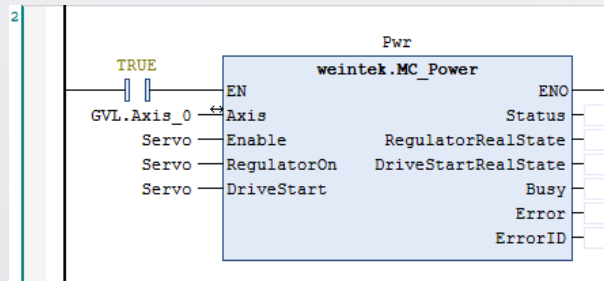 2
Pwr
TRUE
weintek.MC_Power
EN ENO
GVL.Axis_0 Axis Status
Servo Enable RegulatorRealState
Servo RegulatorOn DriveStartRealState
Servo DriveStart Busy
Error
ErrorID